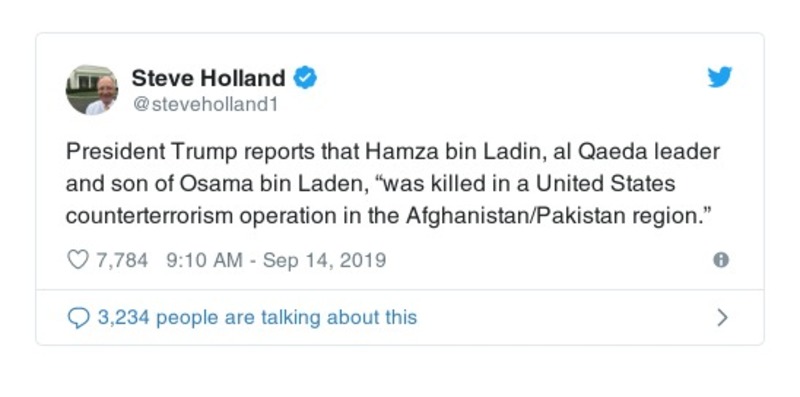 Steve Holland
@steveholland1
President Trump reports that Hamza bin Ladin, al Qaeda leader
and son of Osama bin Laden, “was killed in a United States
counterterrorism operation in the Afghanistan/Pakistan region.”
7,784 9:10 AM - Sep 14, 2019
3,234 people are talking about this